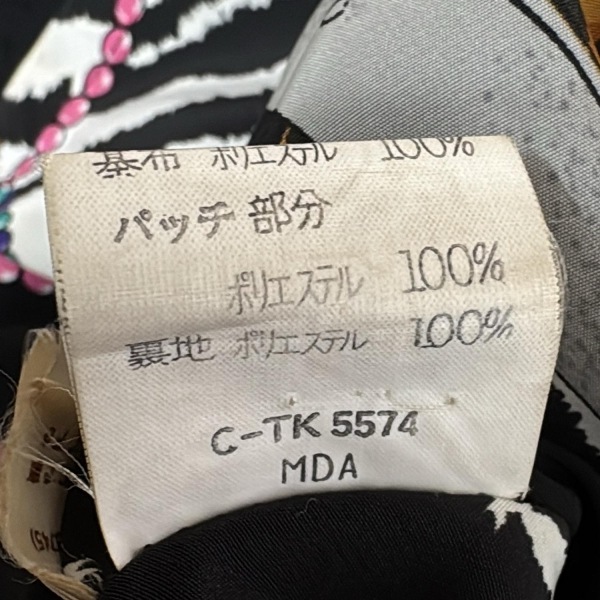 基布 ポリエステル 100%
パッチ部分
ポリエステル 100%
裏地 ポリエステル 100%
C-TK 5574
MDA